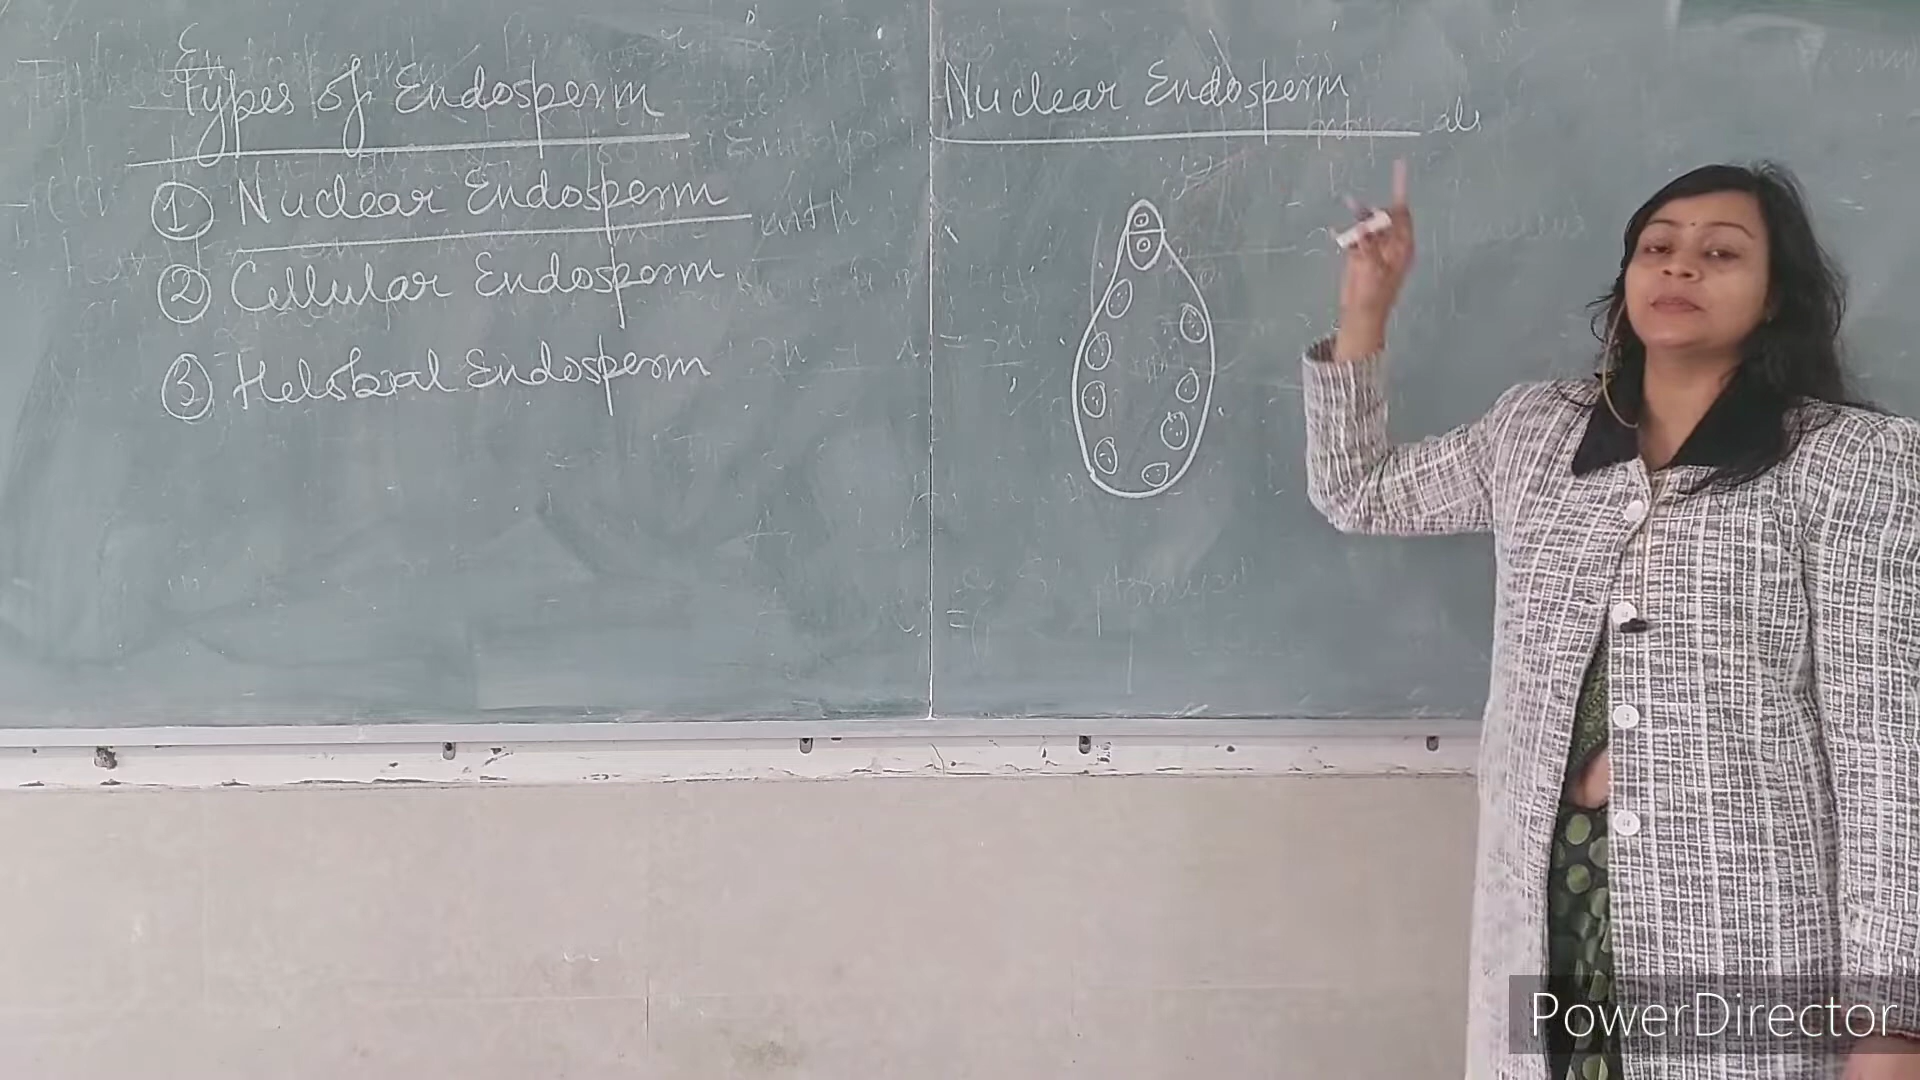 Types of Endosperm
① Nuclear Endosperm
② Cellular Endosperm
③ Helobial Endosperm
Nuclear Endosperm
PowerDirector